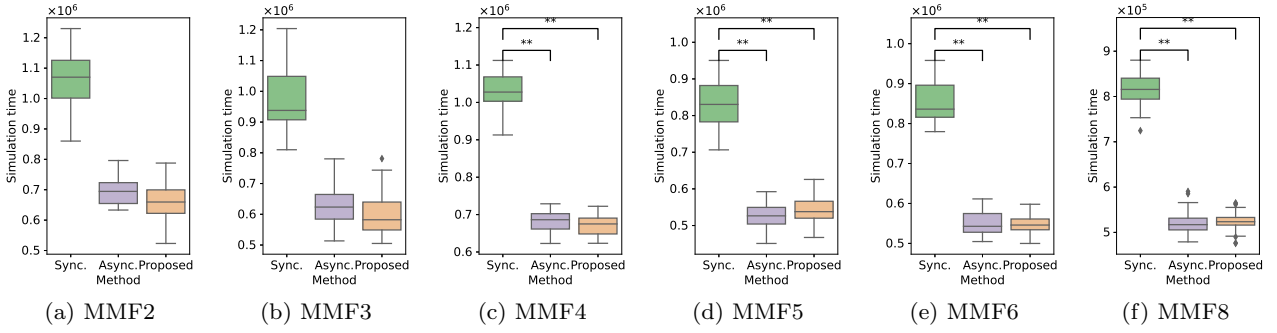 ×10⁶
Simulation time
1.2
1.1
1.0
0.9
0.8
0.7
0.6
0.5
Sync. Async. Proposed
Method
(a) MMF2
×10⁶
Simulation time
1.2
1.1
1.0
0.9
0.8
0.7
0.6
0.5
Sync. Async. Proposed
Method
(b) MMF3
×10⁶
Simulation time
**
**
1.2
1.1
1.0
0.9
0.8
0.7
0.6
Sync. Async. Proposed
Method
(c) MMF4
×10⁶
Simulation time
**
**
1.0
0.9
0.8
0.7
0.6
0.5
Sync. Async. Proposed
Method
(d) MMF5
×10⁶
Simulation time
**
**
1.0
0.9
0.8
0.7
0.6
0.5
Sync. Async. Proposed
Method
(e) MMF6
×10⁵
Simulation time
**
**
9
8
7
6
5
Sync. Async. Proposed
Method
(f) MMF8